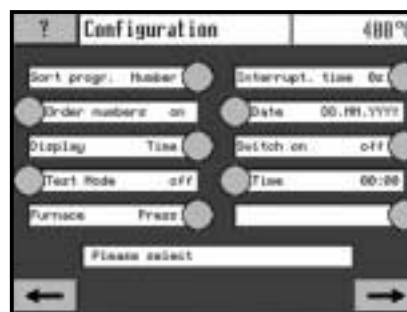 ? Configuration 400°
Sort progr. Number
Interrupt. time 0s
Order numbers on
Date DD.MM.YYYY
Display Time
Switch on off
Test Mode off
Time 00:00
Furnace Press
Please select